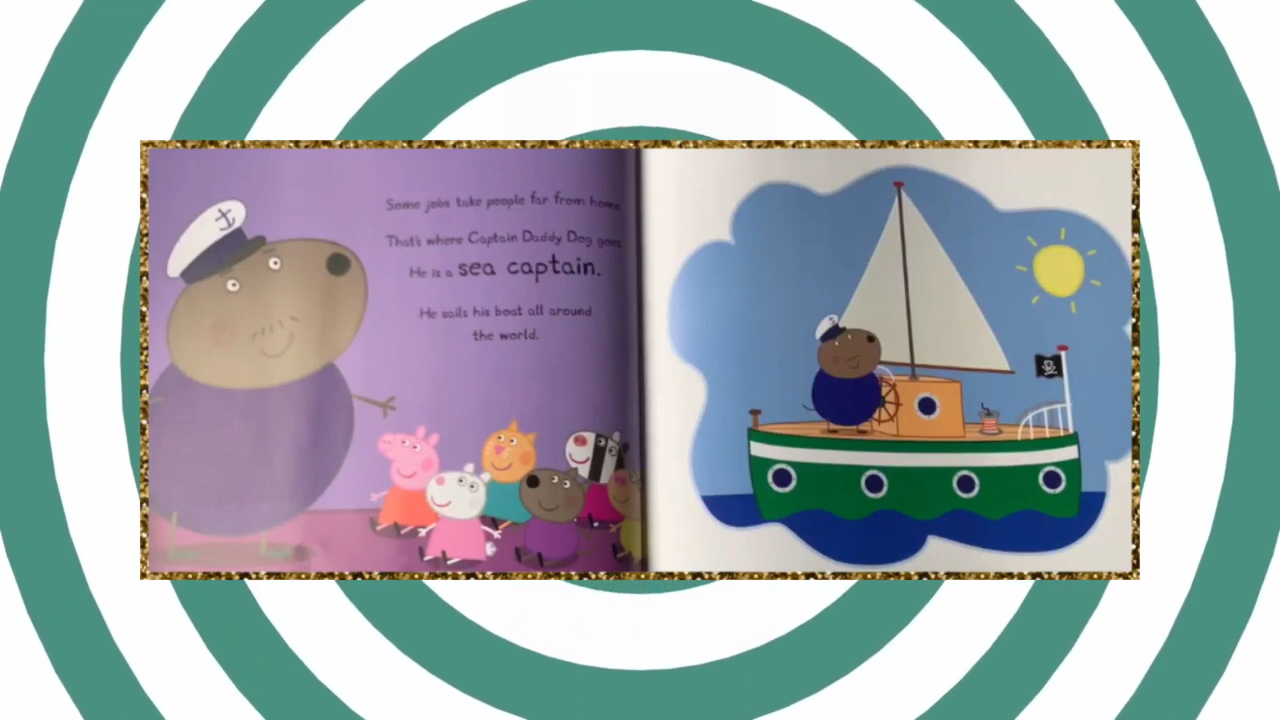 Some jobs take people far from home.
That's where Captain Daddy Dog goes.
He is a sea captain.
He sails his boat all around
the world.